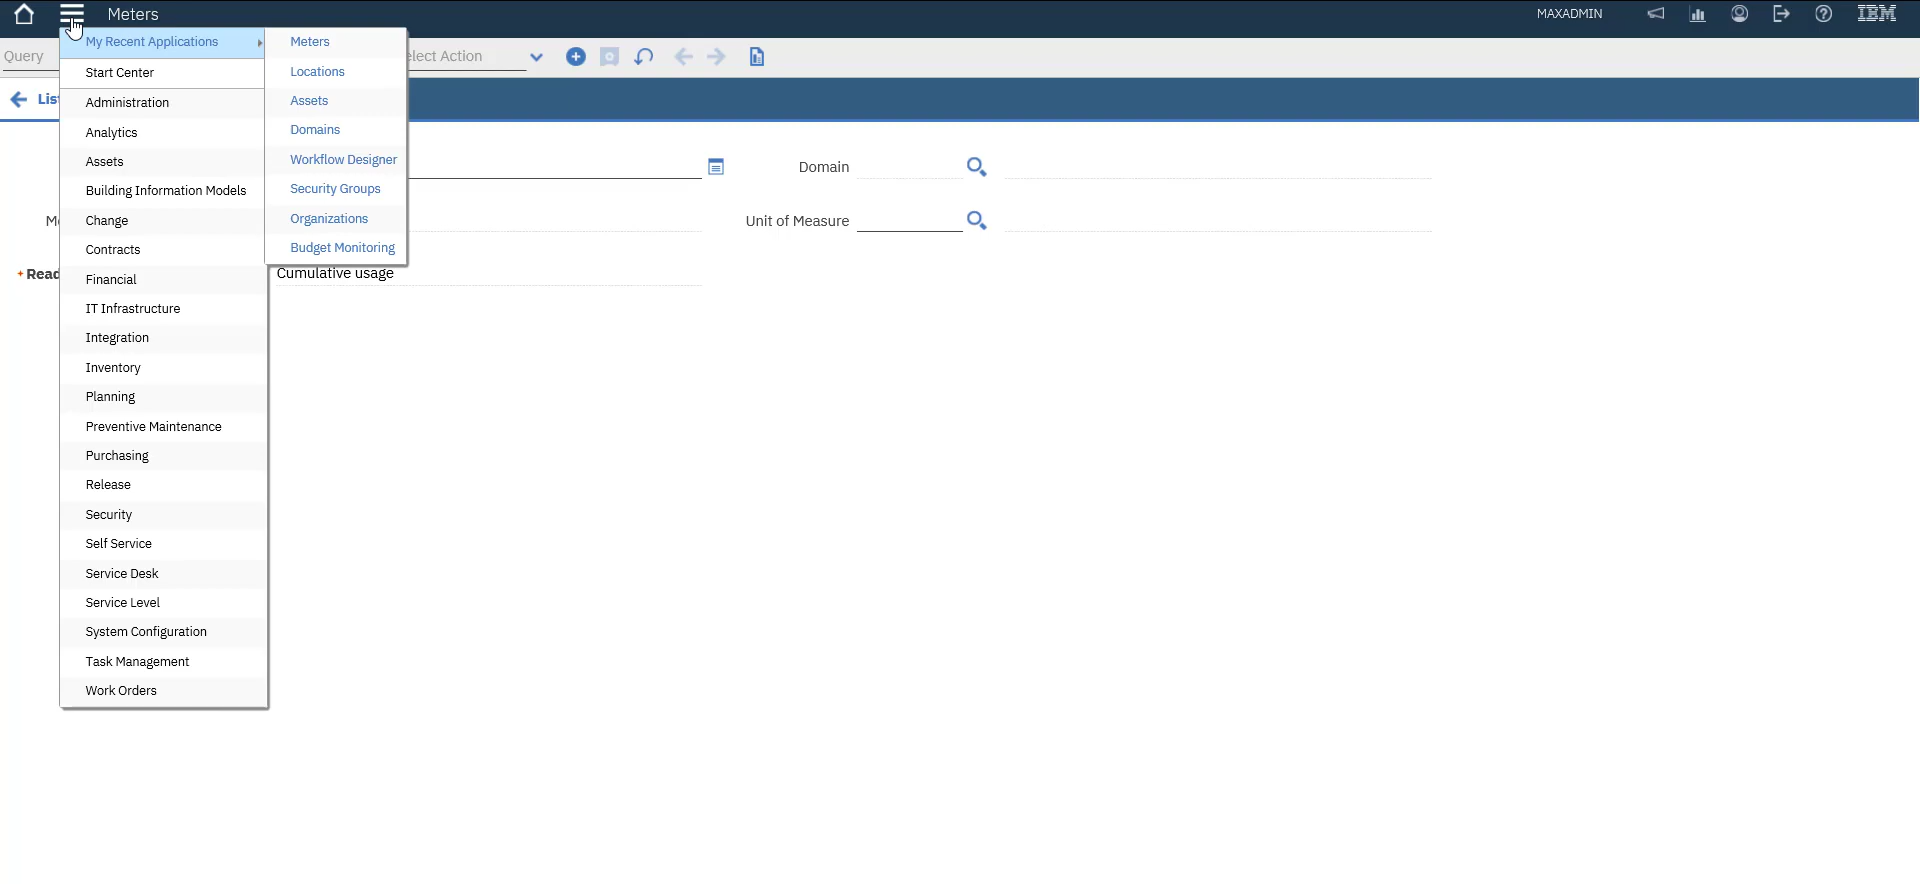 Meters
MAXADMIN
IBM
Query
elect Action
List
My Recent Applications
Start Center
Administration
Analytics
Assets
Building Information Models
Change
Contracts
Financial
IT Infrastructure
Integration
Inventory
Planning
Preventive Maintenance
Purchasing
Release
Security
Self Service
Service Desk
Service Level
System Configuration
Task Management
Work Orders
Meters
Locations
Assets
Domains
Workflow Designer
Security Groups
Organizations
Budget Monitoring
Domain
Unit of Measure
Read
Cumulative usage